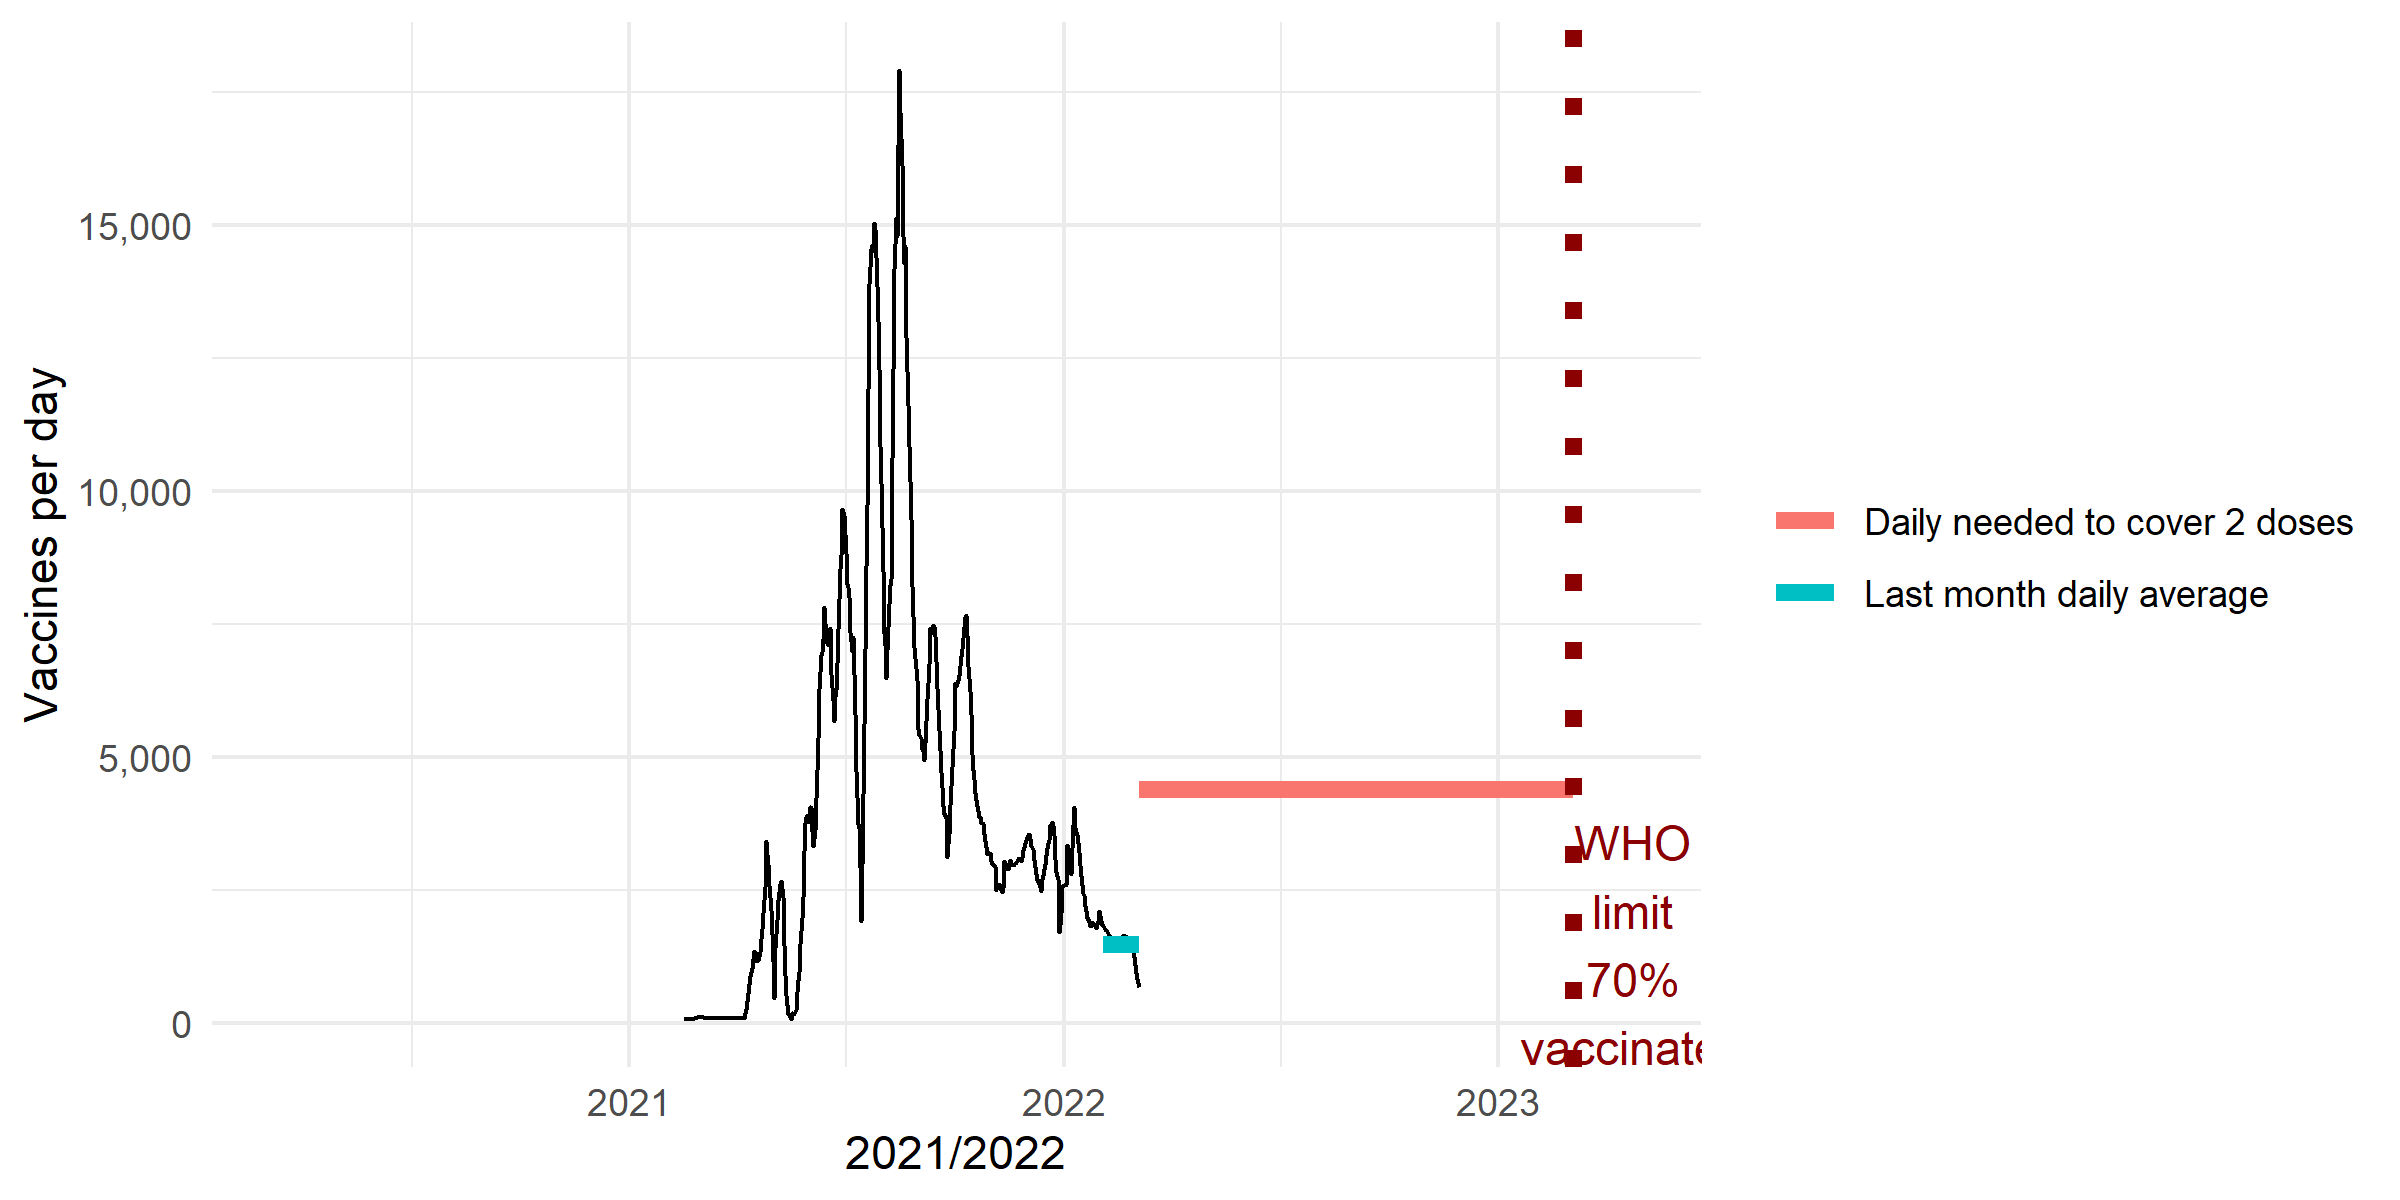 Vaccines per day
15,000
10,000
5,000
0
2021
2022
2023
2021/2022
WHO
limit
70%
vaccinate
Daily needed to cover 2 doses
Last month daily average